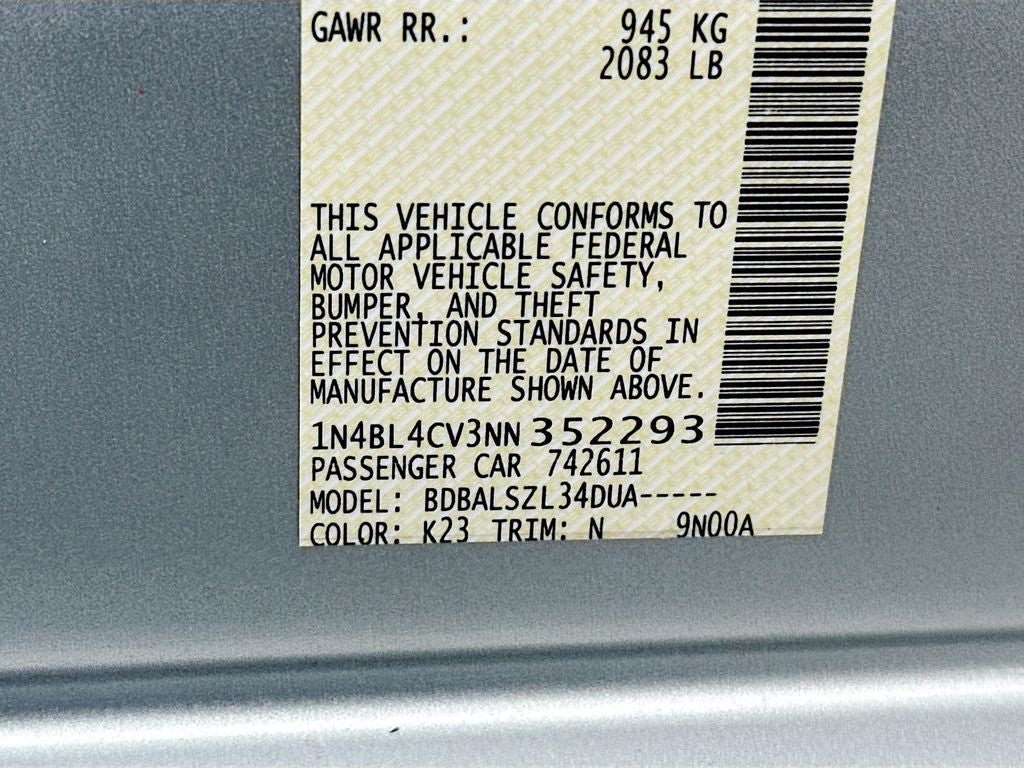 GAWR RR.: 945 KG
2083 LB
THIS VEHICLE CONFORMS TO
ALL APPLICABLE FEDERAL
MOTOR VEHICLE SAFETY,
BUMPER, AND THEFT
PREVENTION STANDARDS IN
EFFECT ON THE DATE OF
MANUFACTURE SHOWN ABOVE.
1N4BL4CV3NN352293
PASSENGER CAR 742611
MODEL: BDBALSZL34DUA-----
COLOR: K23 TRIM: N 9N00A